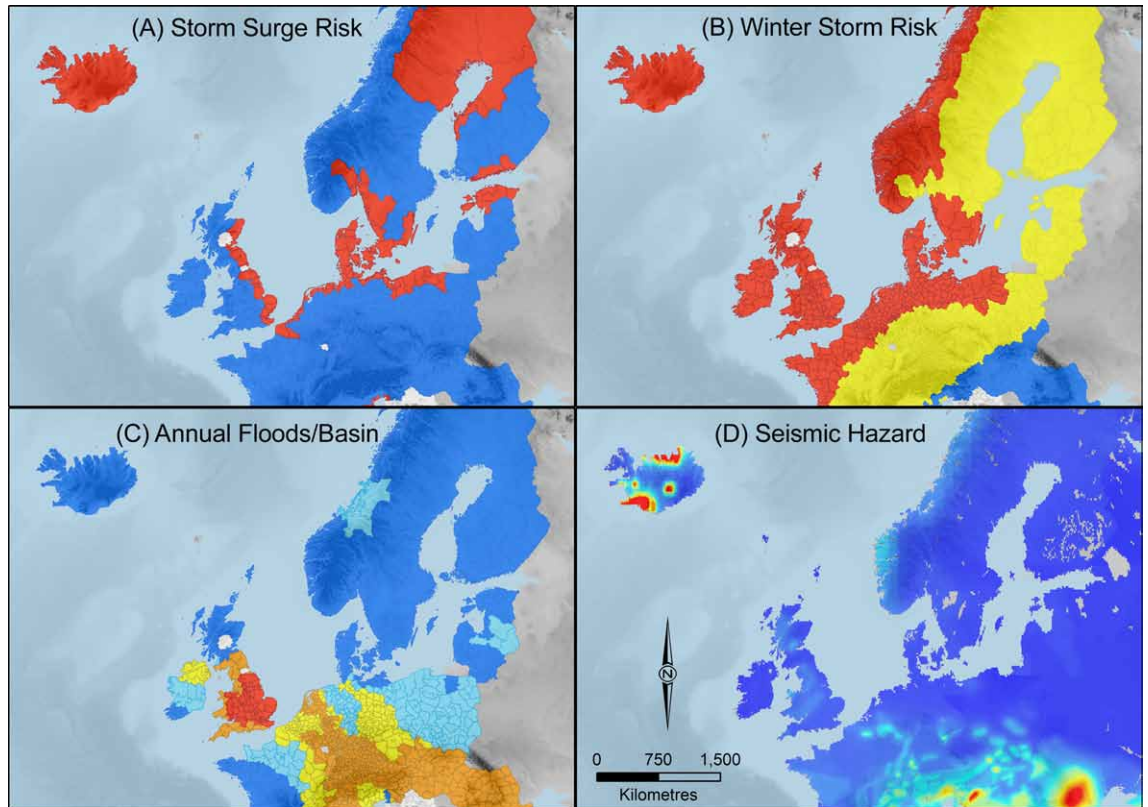 (A) Storm Surge Risk
(B) Winter Storm Risk
(C) Annual Floods/Basin
(D) Seismic Hazard
N
0 750 1,500
Kilometres